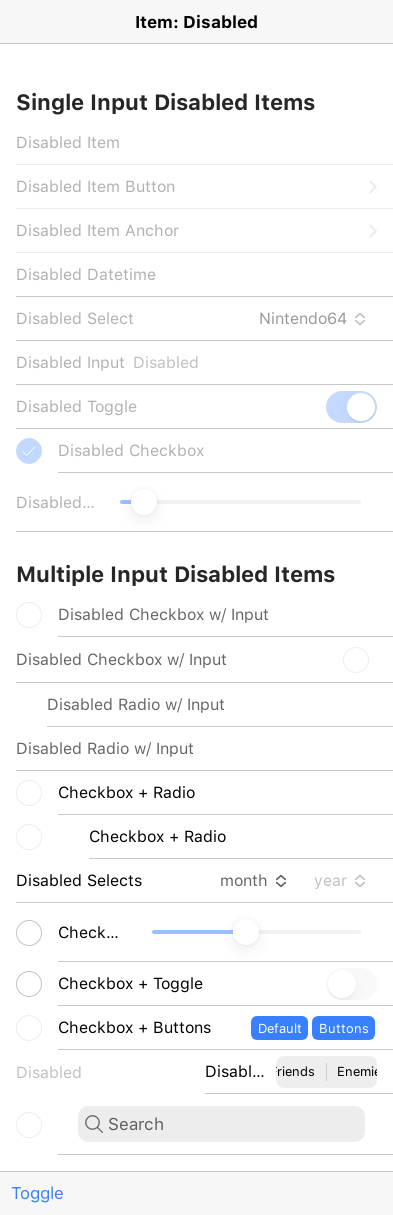 Item: Disabled
Single Input Disabled Items
Disabled Item
Disabled Item Button
Disabled Item Anchor
Disabled Datetime
Disabled Select Nintendo64
Disabled Input Disabled
Disabled Toggle
Disabled Checkbox
Disabled...
Multiple Input Disabled Items
Disabled Checkbox w/ Input
Disabled Checkbox w/ Input
Disabled Radio w/ Input
Disabled Radio w/ Input
Checkbox + Radio
Checkbox + Radio
Disabled Selects month year
Check...
Checkbox + Toggle
Checkbox + Buttons Default Buttons
Disabled Disabl... riends Enemie
Search
Toggle